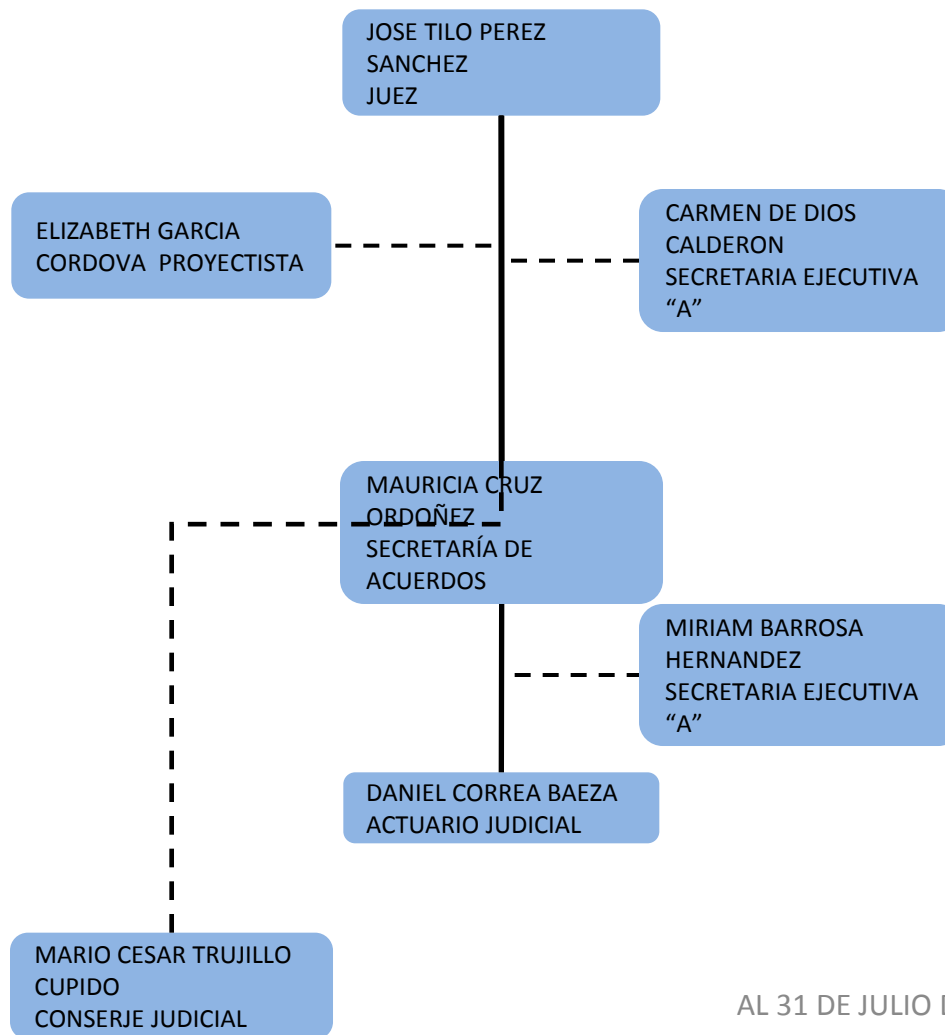 JOSE TILO PEREZ
SANCHEZ
JUEZ
ELIZABETH GARCIA
CORDOVA PROYECTISTA
CARMEN DE DIOS
CALDERON
SECRETARIA EJECUTIVA
“A”
MAURICIA CRUZ
ORDOÑEZ
SECRETARÍA DE
ACUERDOS
MIRIAM BARROSA
HERNANDEZ
SECRETARIA EJECUTIVA
“A”
DANIEL CORREA BAEZA
ACTUARIO JUDICIAL
MARIO CESAR TRUJILLO
CUPIDO
CONSERJE JUDICIAL
AL 31 DE JULIO